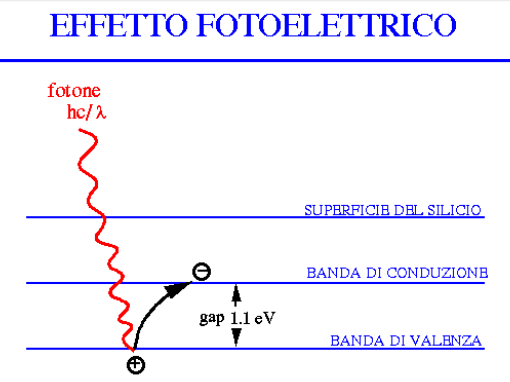 EFFETTO FOTOELETTRICO
fotone
hc/λ
SUPERFICIE DEL SILICIO
BANDA DI CONDUZIONE
gap 1.1 eV
BANDA DI VALENZA